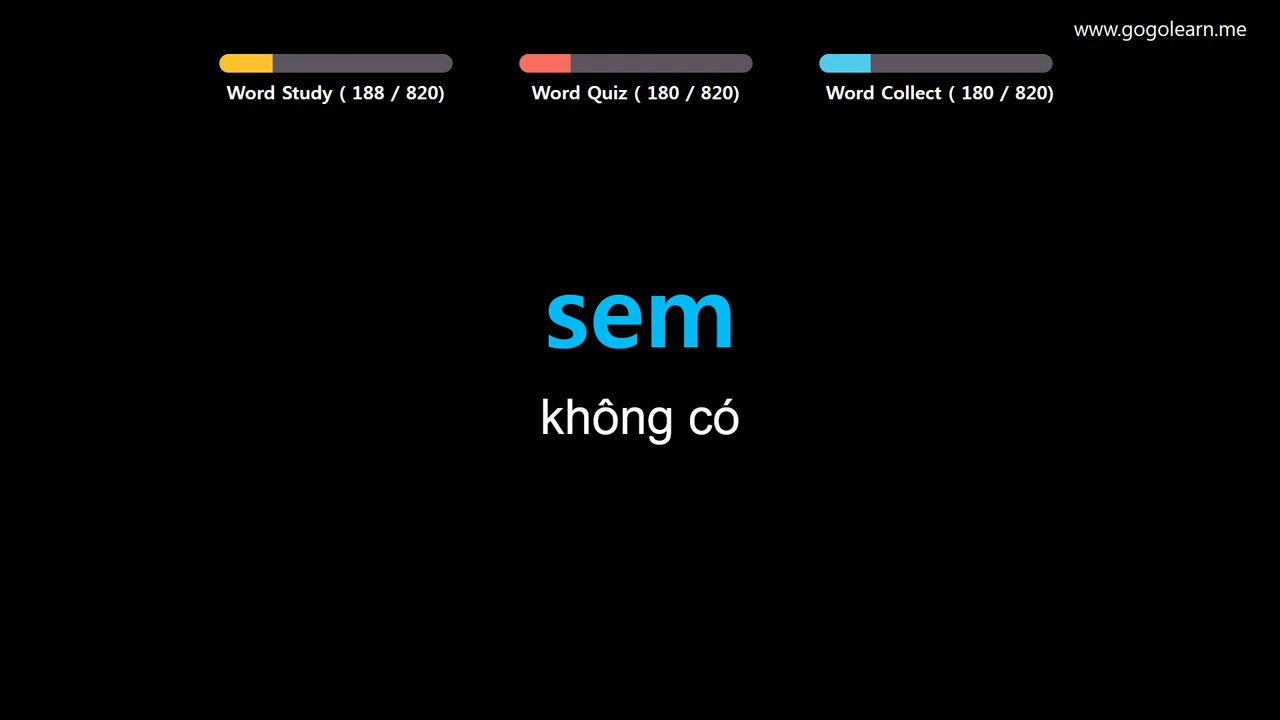 www.gogolearn.me
Word Study ( 188 / 820)
Word Quiz ( 180 / 820)
Word Collect ( 180 / 820)
sem
không có